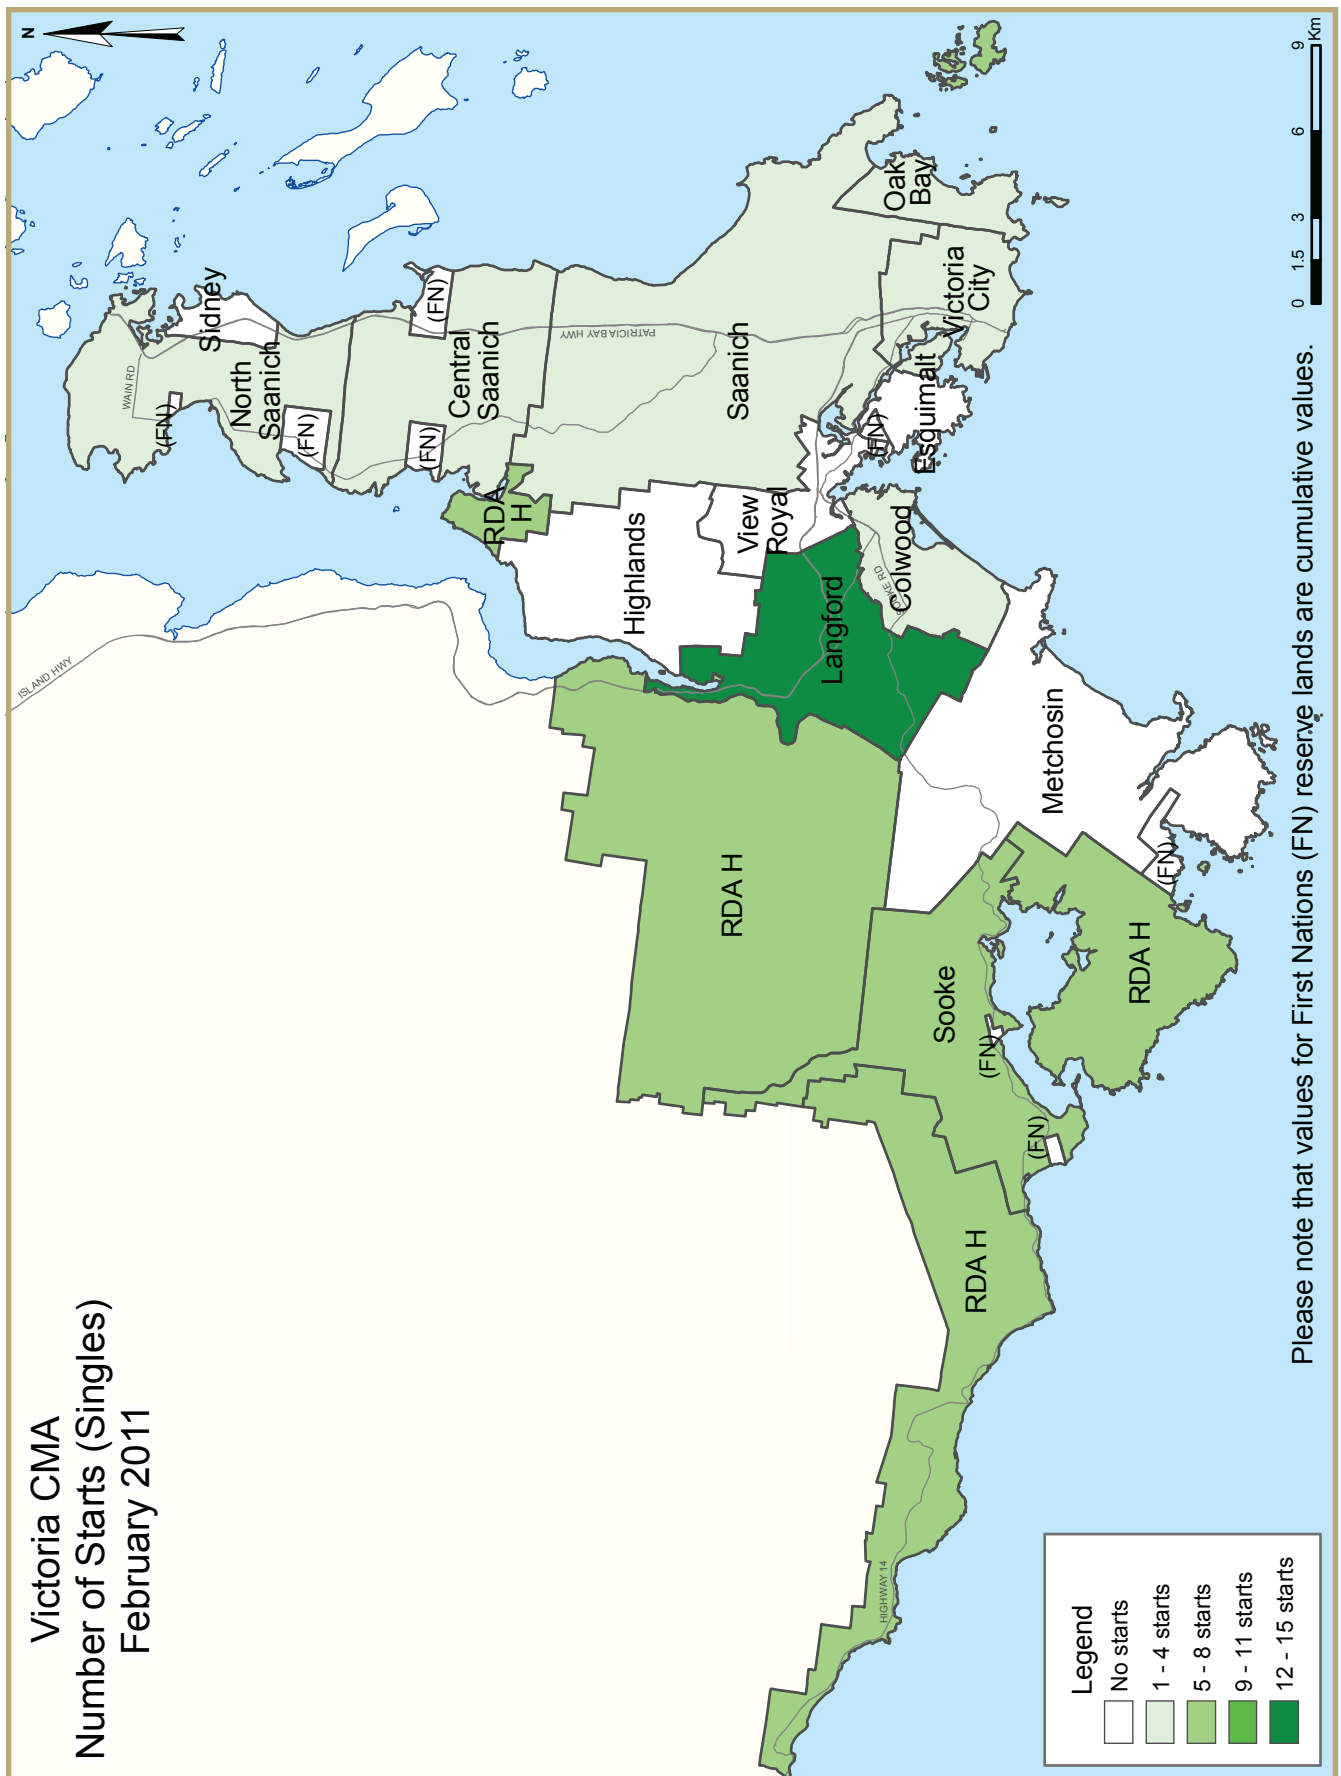 Victoria CMA
Number of Starts (Singles)
February 2011
N
ISLAND HWY
WAIN RD
(FN)
Sidney
North
Saanich
(FN)
(FN)
(FN)
Central
Saanich
RDA
H
PATRICIA BAY HWY
Saanich
Highlands
View
Royal
Oak
Bay
Victoria
City
(FN)
Esquimalt
Langford
SOOKE RD
Colwood
RDA H
Metchosin
(FN)
Sooke
(FN)
(FN)
RDA H
RDA H
HIGHWAY 14
Legend
No starts
1 - 4 starts
5 - 8 starts
9 - 11 starts
12 - 15 starts
0 1.5 3 6 9
Km
Please note that values for First Nations (FN) reserve lands are cumulative values.